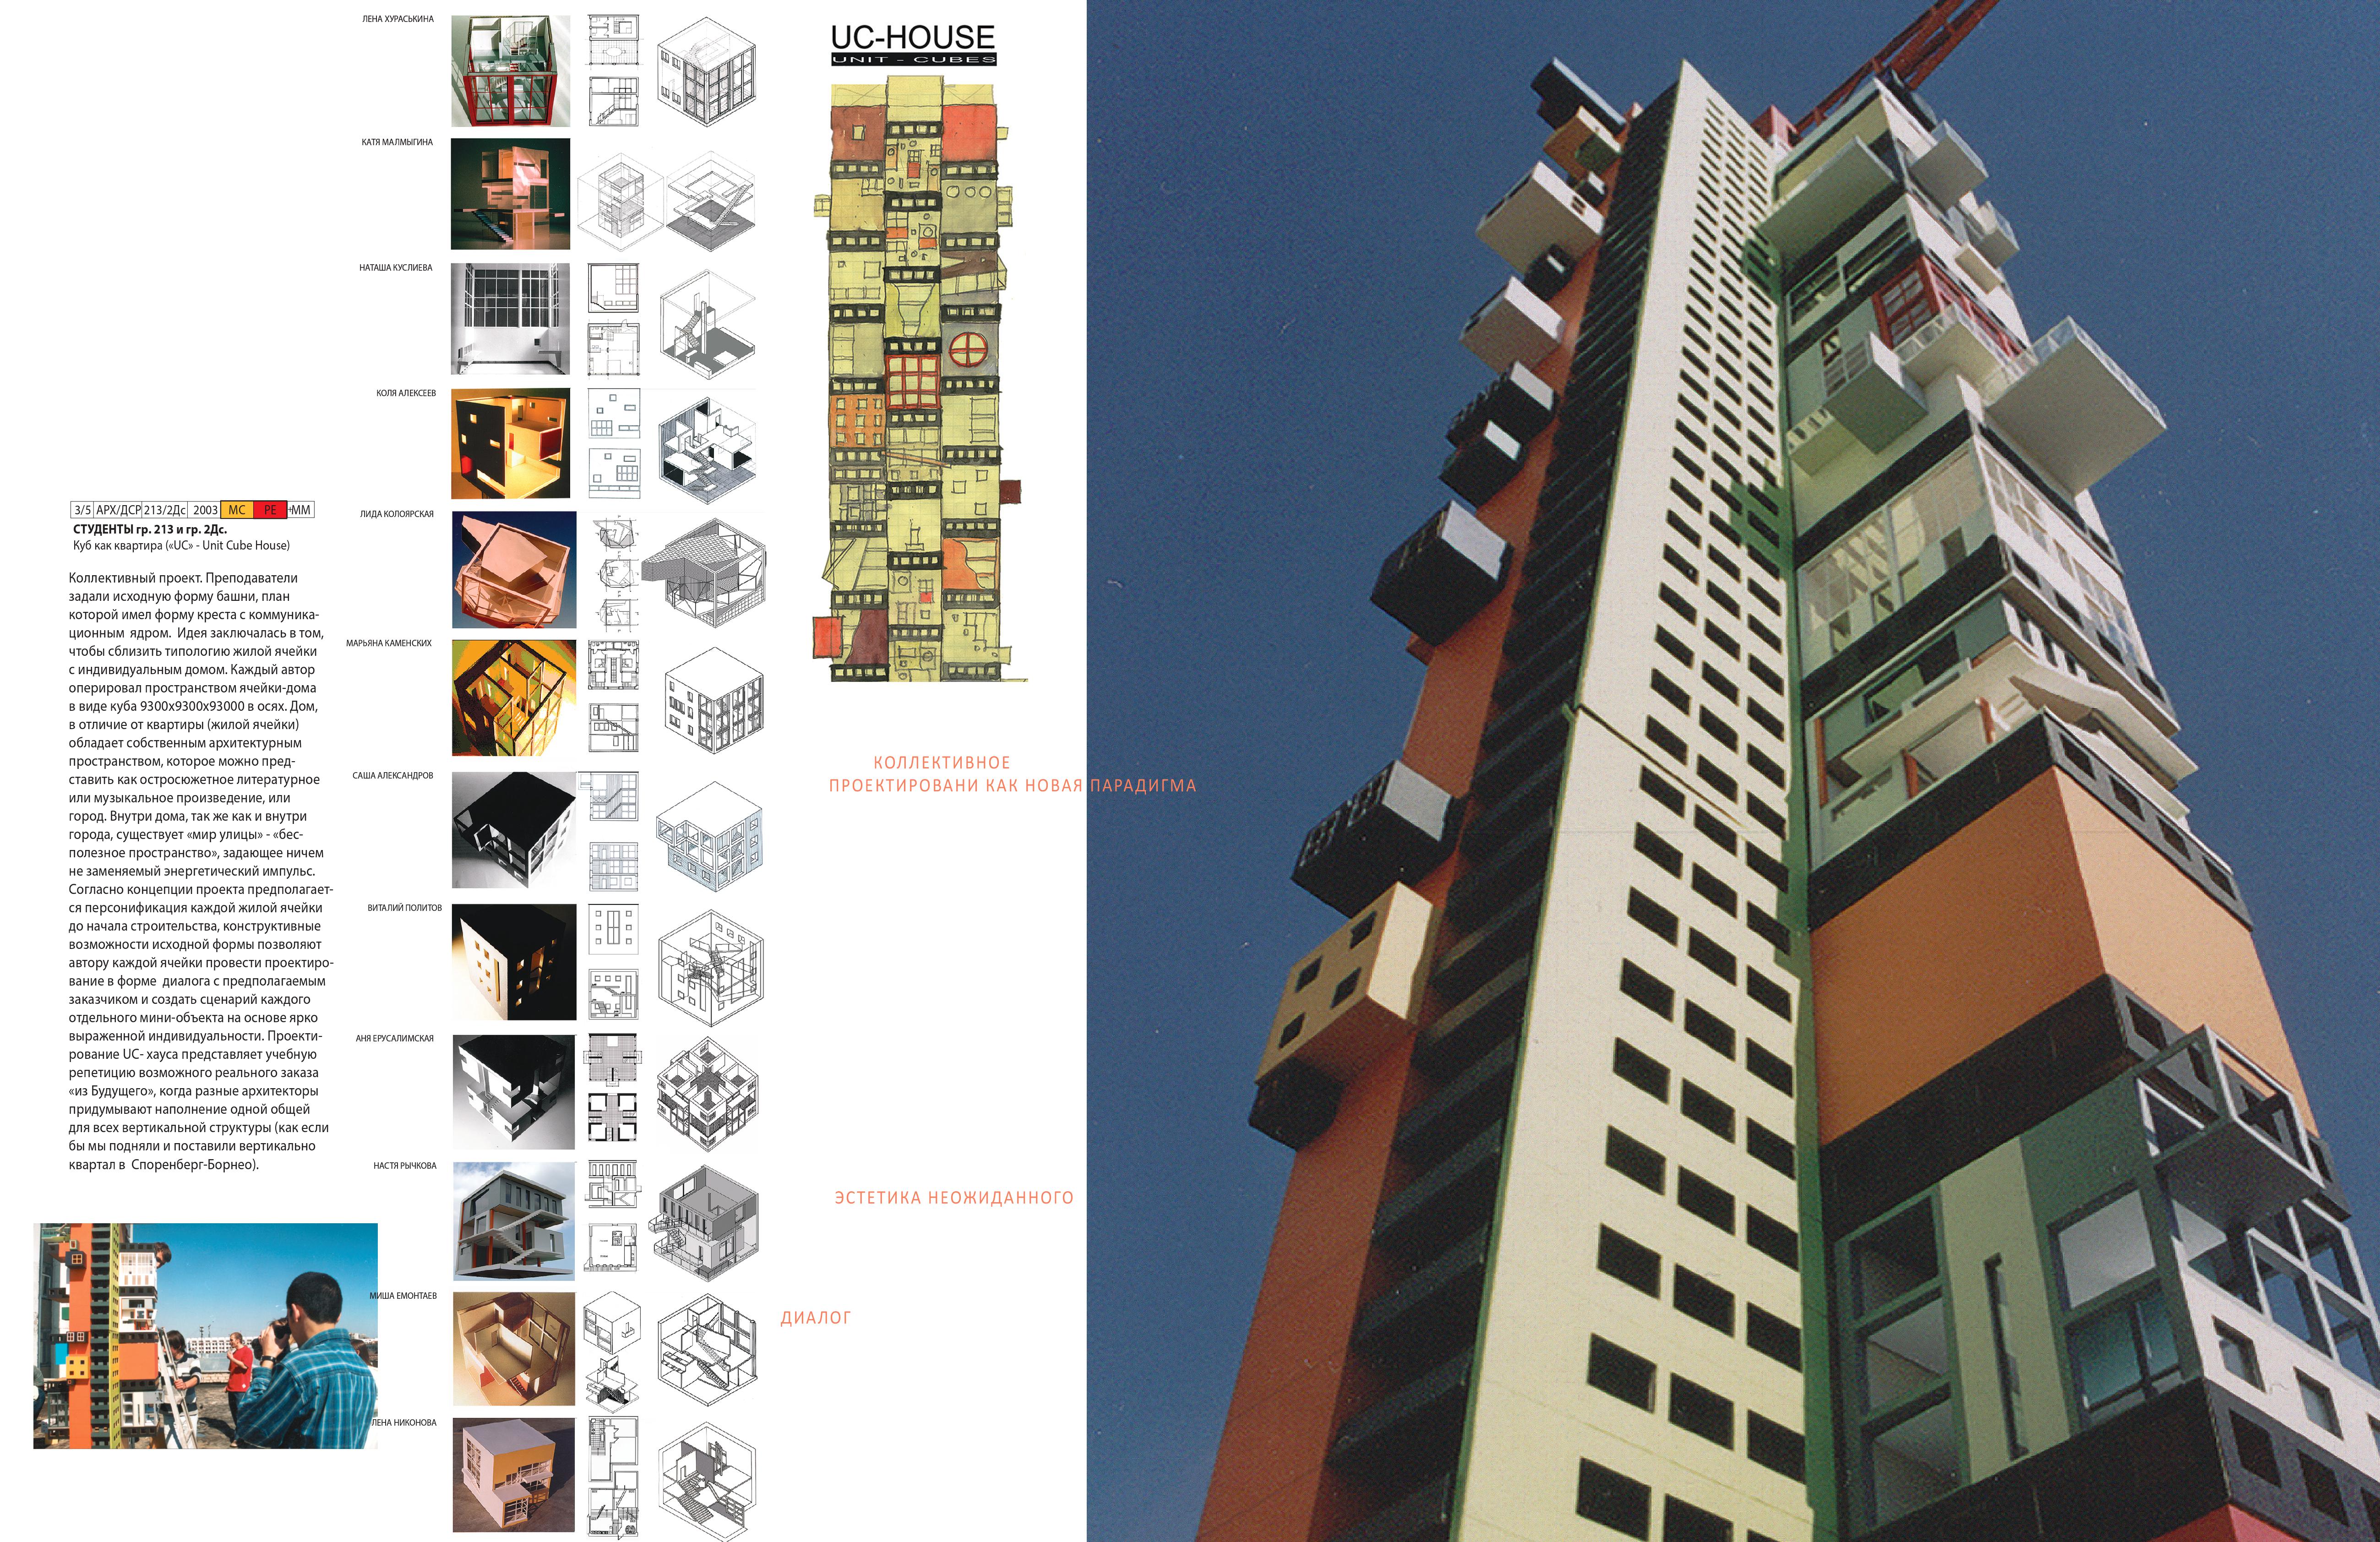 ЛЕНА ХУРАСЬКИНА
КАТЯ МАЛМЫГИНА
НАТАША КУСЛИЕВА
КОЛЯ АЛЕКСЕЕВ
ЛИДА КОЛОЯРСКАЯ
МАРЬЯНА КАМЕНСКИХ
САША АЛЕКСАНДРОВ
ВИТАЛИЙ ПОЛИТОВ
АНЯ ЕРУСАЛИМСКАЯ
НАСТЯ РЫЧКОВА
МИША ЕМОНТАЕВ
ЛЕНА НИКОНОВА
3/5 АРХ/ДСР 213/2Дс 2003 МС РЕ +ММ
СТУДЕНТЫ гр. 213 и гр. 2Дс.
Куб как квартира («UC» - Unit Cube House)
Коллективный проект. Преподаватели
задали исходную форму башни, план
которой имел форму креста с коммуника-
ционным ядром. Идея заключалась в том,
чтобы сблизить типологию жилой ячейки
с индивидуальным домом. Каждый автор
оперировал пространством ячейки-дома
в виде куба 9300х9300х93000 в осях. Дом,
в отличие от квартиры (жилой ячейки)
обладает собственным архитектурным
пространством, которое можно пред-
ставить как остросюжетное литературное
или музыкальное произведение, или
город. Внутри дома, так же как и внутри
города, существует «мир улицы» - «бес-
полезное пространство», задающее ничем
не заменяемый энергетический импульс.
Согласно концепции проекта предполагает-
ся персонификация каждой жилой ячейки
до начала строительства, конструктивные
возможности исходной формы позволяют
автору каждой ячейки провести проектиро-
вание в форме диалога с предполагаемым
заказчиком и создать сценарий каждого
отдельного мини-объекта на основе ярко
выраженной индивидуальности. Проекти-
рование UC- хауса представляет учебную
репетицию возможного реального заказа
«из Будущего», когда разные архитекторы
придумывают наполнение одной общей
для всех вертикальной структуры (как если
бы мы подняли и поставили вертикально
квартал в Споренберг-Борнео).
UC-HOUSE
UNIT - CUBES
КОЛЛЕКТИВНОЕ
ПРОЕКТИРОВАНИ КАК НОВАЯ ПАРАДИГМА
ЭСТЕТИКА НЕОЖИДАННОГО
ДИАЛОГ